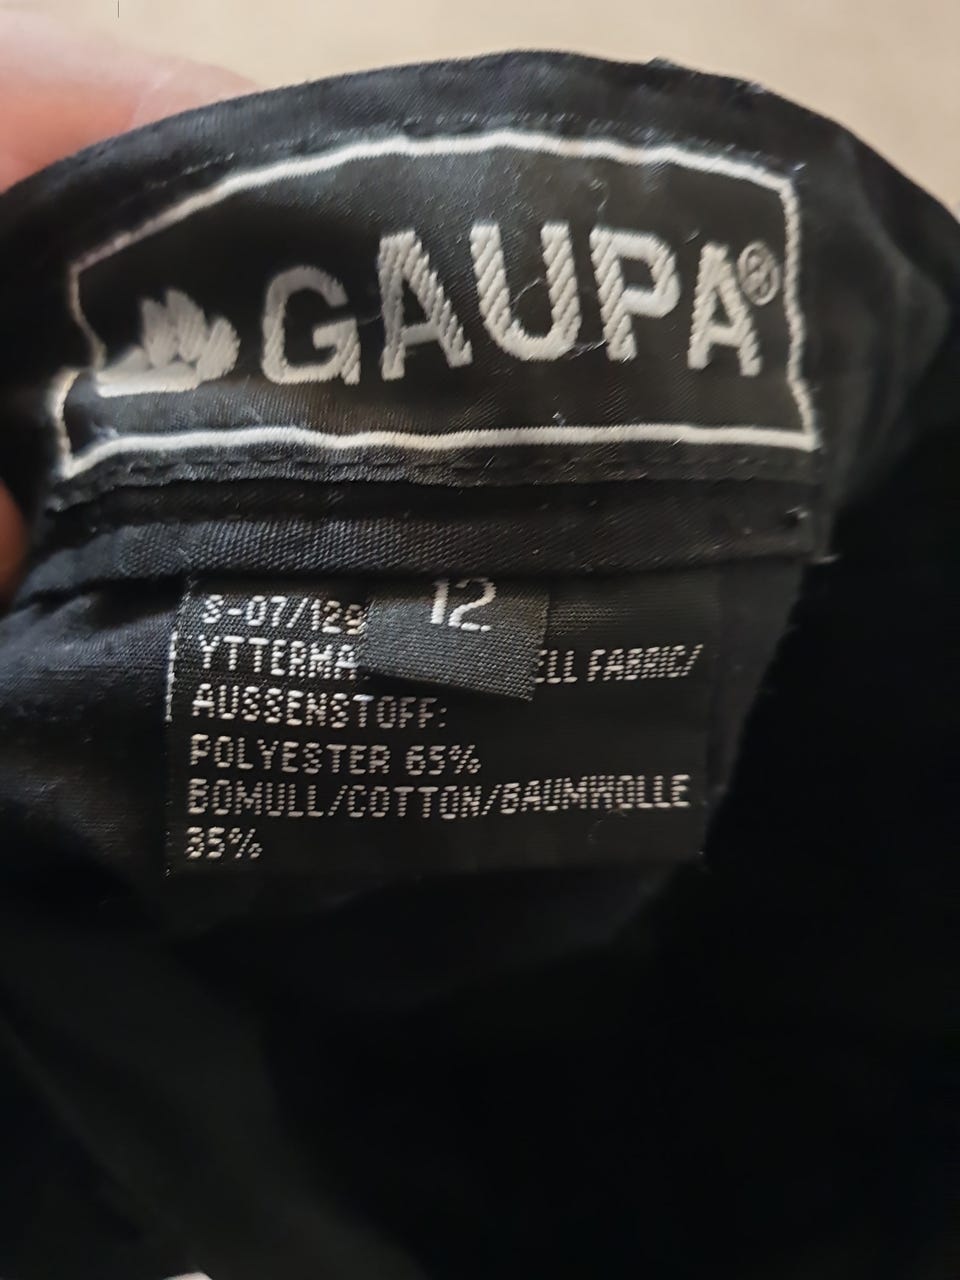 GAUPA®
12
S-07/129
YTTERMA ELL FABRIC/
AUSSENSTOFF:
POLYESTER 65%
BOMULL/COTTON/BAUMWOLLE
35%